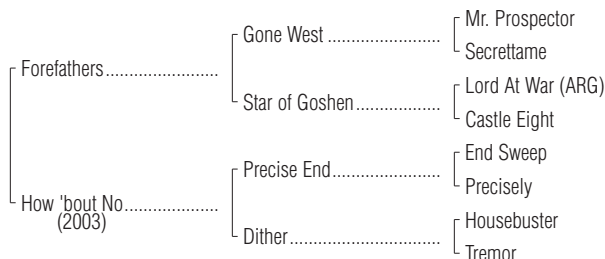 Mr. Prospector
Gone West ........................
Secrettame
Forefathers........................
Lord At War (ARG)
Star of Goshen..................
Castle Eight
End Sweep
Precise End.......................
Precisely
How 'bout No....................
(2003)
Housebuster
Dither................................
Tremor